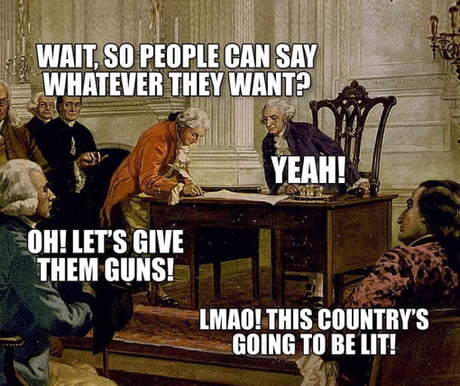 WAIT, SO PEOPLE CAN SAY
WHATEVER THEY WANT?
YEAH!
OH! LET'S GIVE
THEM GUNS!
LMAO! THIS COUNTRY'S
GOING TO BE LIT!